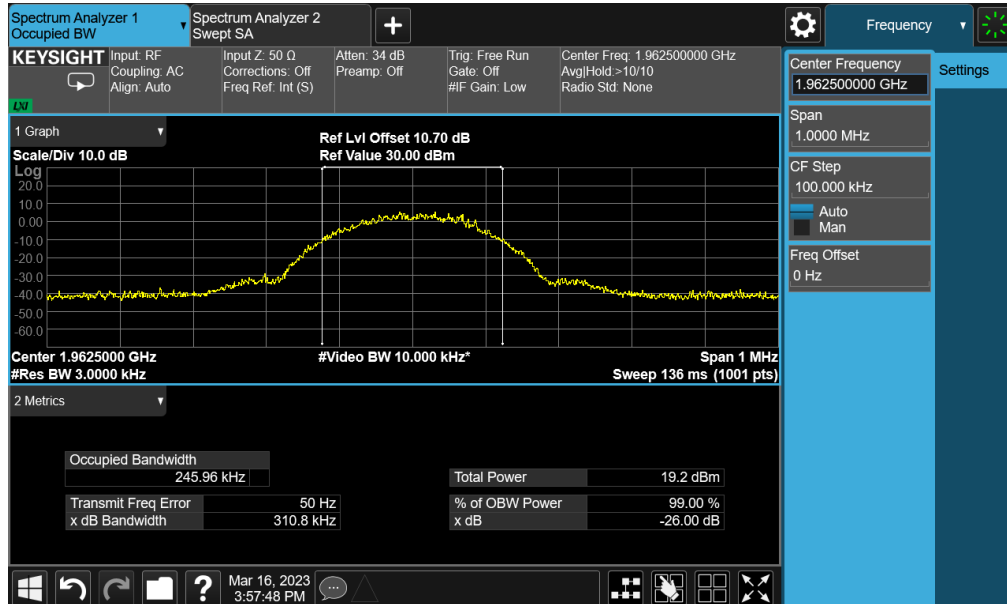 Spectrum Analyzer 1
Occupied BW
Spectrum Analyzer 2
Swept SA
+
Frequency
KEYSIGHT
LXI
Input: RF
Coupling: AC
Align: Auto
Input Z: 50 Ω
Corrections: Off
Freq Ref: Int (S)
Atten: 34 dB
Preamp: Off
Trig: Free Run
Gate: Off
#IF Gain: Low
Center Freq: 1.962500000 GHz
Avg|Hold:>10/10
Radio Std: None
Center Frequency
1.962500000 GHz
Settings
Span
1.0000 MHz
CF Step
100.000 kHz
Auto
Man
Freq Offset
0 Hz
1 Graph
Scale/Div 10.0 dB
Ref Lvl Offset 10.70 dB
Ref Value 30.00 dBm
Log
20.0
10.0
0.00
-10.0
-20.0
-30.0
-40.0
-50.0
-60.0
Center 1.9625000 GHz
#Video BW 10.000 kHz*
Span 1 MHz
#Res BW 3.0000 kHz
Sweep 136 ms (1001 pts)
2 Metrics
Occupied Bandwidth
245.96 kHz
Total Power 19.2 dBm
Transmit Freq Error 50 Hz
% of OBW Power 99.00 %
x dB Bandwidth 310.8 kHz
x dB -26.00 dB
?
Mar 16, 2023
3:57:48 PM